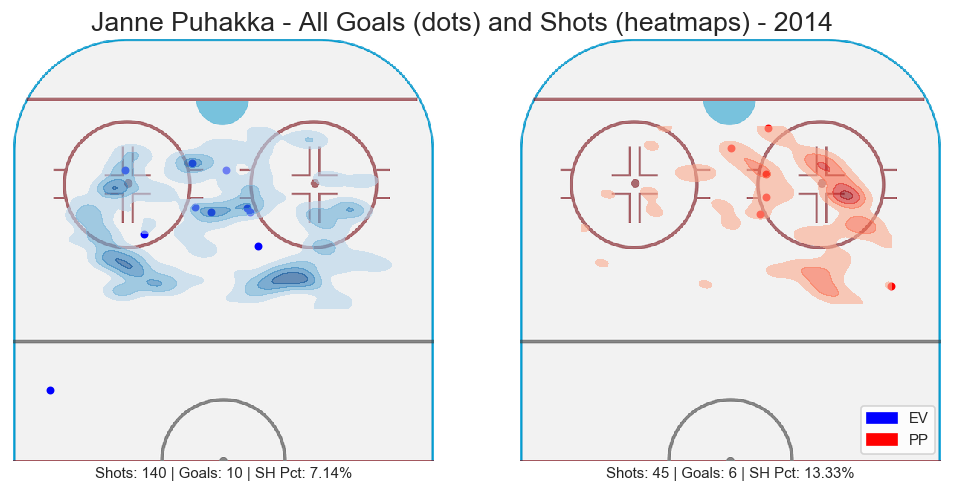 Janne Puhakka - All Goals (dots) and Shots (heatmaps) - 2014
EV
PP
Shots: 140 | Goals: 10 | SH Pct: 7.14%
Shots: 45 | Goals: 6 | SH Pct: 13.33%